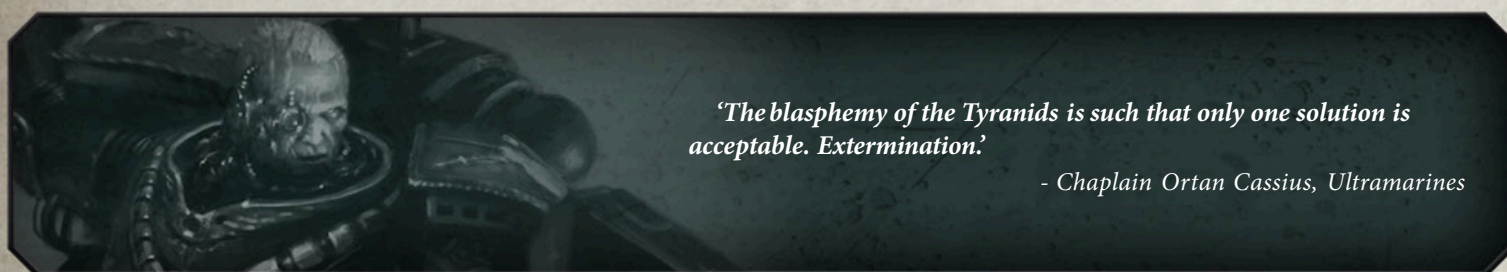 ‘The blasphemy of the Tyranids is such that only one solution is
acceptable. Extermination.’
- Chaplain Ortan Cassius, Ultramarines